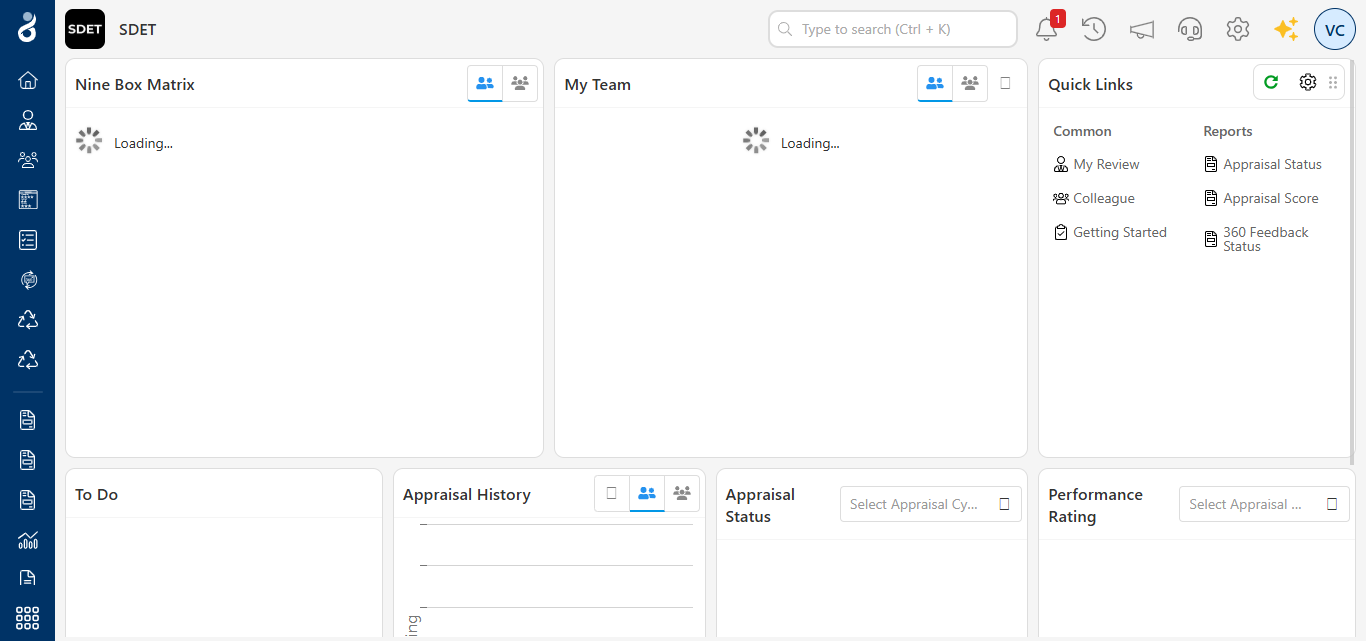 SDET
SDET
Type to search (Ctrl + K)
1
VC
Nine Box Matrix
Loading...
My Team
Loading...
Quick Links
Common
My Review
Colleague
Getting Started
Reports
Appraisal Status
Appraisal Score
360 Feedback
Status
To Do
Appraisal History
ing
Appraisal
Status
Select Appraisal Cy...
Performance
Rating
Select Appraisal ...